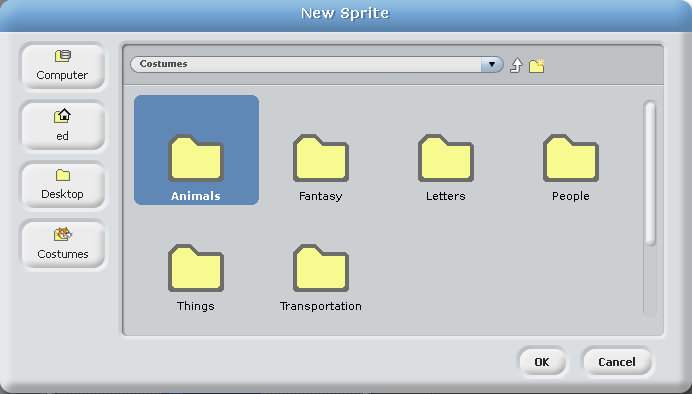 New Sprite
Computer
ed
Desktop
Costumes
Costumes
Animals
Fantasy
Letters
People
Things
Transportation
OK
Cancel